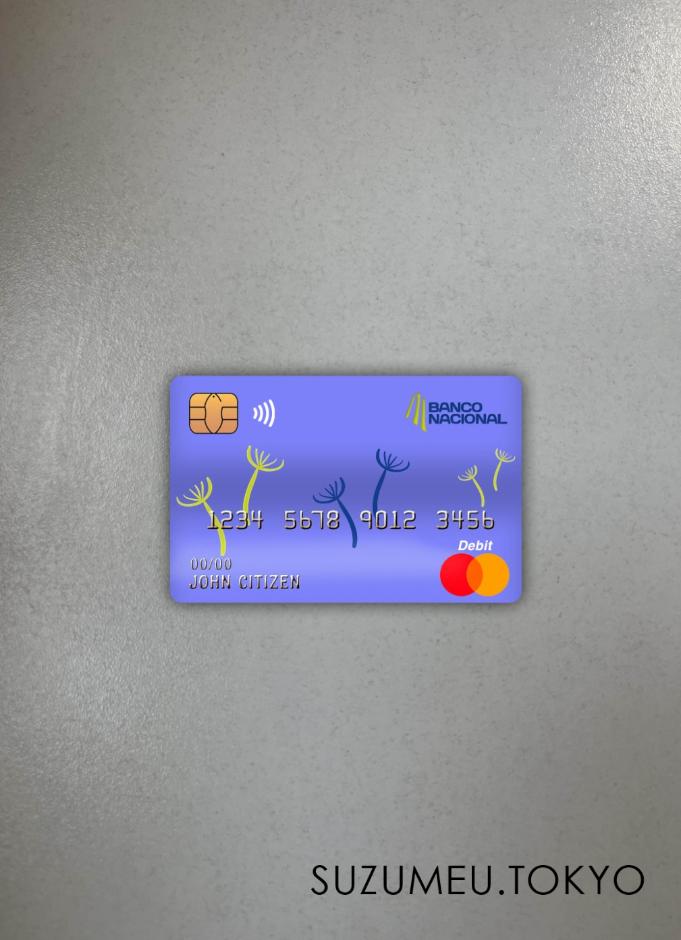 BANCO
NACIONAL
1234 5678 9012 3456
Debit
00/00
JOHN CITIZEN
SUZUMEU.TOKYO